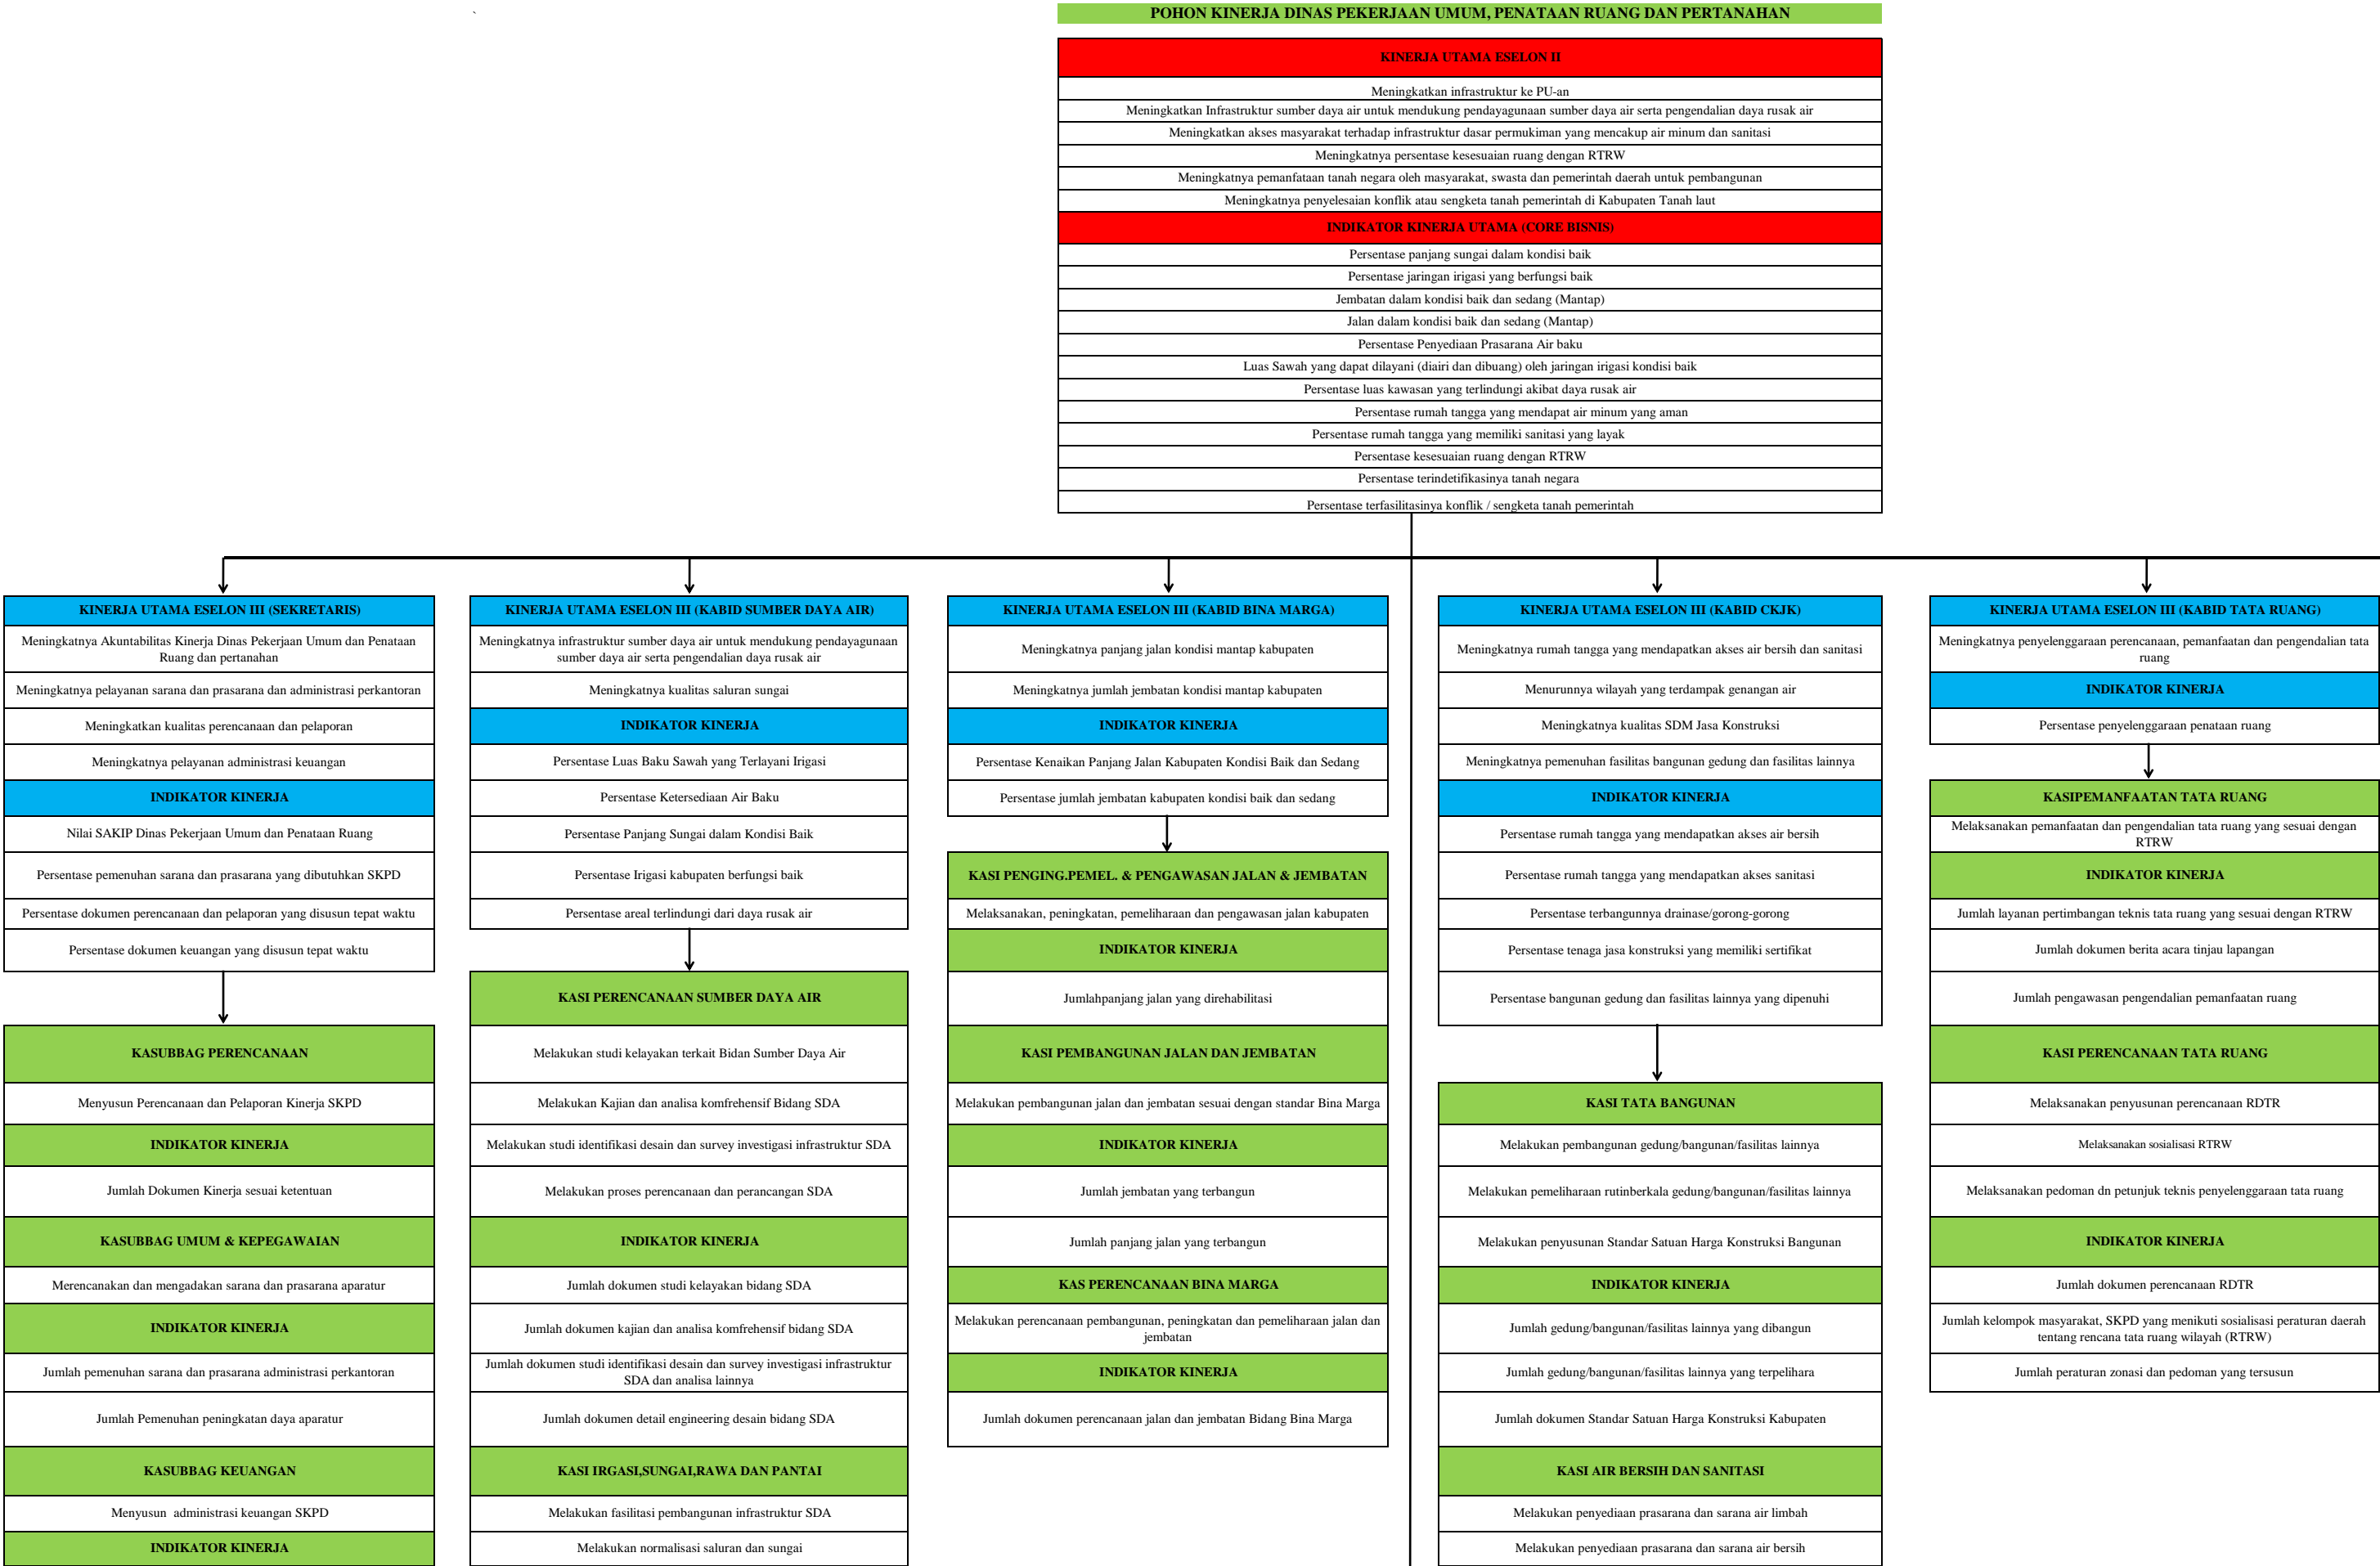 `
POHON KINERJA DINAS PEKERJAAN UMUM, PENATAAN RUANG DAN PERTANAHAN
KINERJA UTAMA ESELON II
Meningkatkan infrastruktur ke PU-an
Meningkatkan Infrastruktur sumber daya air untuk mendukung pendayagunaan sumber daya air serta pengendalian daya rusak air
Meningkatkan akses masyarakat terhadap infrastruktur dasar permukiman yang mencakup air minum dan sanitasi
Meningkatnya persentase kesesuaian ruang dengan RTRW
Meningkatnya pemanfataan tanah negara oleh masyarakat, swasta dan pemerintah daerah untuk pembangunan
Meningkatnya penyelesaian konflik atau sengketa tanah pemerintah di Kabupaten Tanah laut
INDIKATOR KINERJA UTAMA (CORE BISNIS)
Persentase panjang sungai dalam kondisi baik
Persentase jaringan irigasi yang berfungsi baik
Jembatan dalam kondisi baik dan sedang (Mantap)
Jalan dalam kondisi baik dan sedang (Mantap)
Persentase Penyediaan Prasarana Air baku
Luas Sawah yang dapat dilayani (diairi dan dibuang) oleh jaringan irigasi kondisi baik
Persentase luas kawasan yang terlindungi akibat daya rusak air
Persentase rumah tangga yang mendapat air minum yang aman
Persentase rumah tangga yang memiliki sanitasi yang layak
Persentase kesesuaian ruang dengan RTRW
Persentase terindetifikasinya tanah negara
Persentase terfasilitasinya konflik / sengketa tanah pemerintah
KINERJA UTAMA ESELON III (SEKRETARIS)
Meningkatnya Akuntabilitas Kinerja Dinas Pekerjaan Umum dan Penataan
Ruang dan pertanahan
Meningkatnya pelayanan sarana dan prasarana dan administrasi perkantoran
Meningkatkan kualitas perencanaan dan pelaporan
Meningkatnya pelayanan administrasi keuangan
INDIKATOR KINERJA
Nilai SAKIP Dinas Pekerjaan Umum dan Penataan Ruang
Persentase pemenuhan sarana dan prasarana yang dibutuhkan SKPD
Persentase dokumen perencanaan dan pelaporan yang disusun tepat waktu
Persentase dokumen keuangan yang disusun tepat waktu
KASUBBAG PERENCANAAN
Menyusun Perencanaan dan Pelaporan Kinerja SKPD
INDIKATOR KINERJA
Jumlah Dokumen Kinerja sesuai ketentuan
KASUBBAG UMUM & KEPEGAWAIAN
Merencanakan dan mengadakan sarana dan prasarana aparatur
INDIKATOR KINERJA
Jumlah pemenuhan sarana dan prasarana administrasi perkantoran
Jumlah Pemenuhan peningkatan daya aparatur
KASUBBAG KEUANGAN
Menyusun  administrasi keuangan SKPD
INDIKATOR KINERJA
KINERJA UTAMA ESELON III (KABID SUMBER DAYA AIR)
Meningkatnya infrastruktur sumber daya air untuk mendukung pendayagunaan
sumber daya air serta pengendalian daya rusak air
Meningkatnya kualitas saluran sungai
INDIKATOR KINERJA
Persentase Luas Baku Sawah yang Terlayani Irigasi
Persentase Ketersediaan Air Baku
Persentase Panjang Sungai dalam Kondisi Baik
Persentase Irigasi kabupaten berfungsi baik
Persentase areal terlindungi dari daya rusak air
KASI PERENCANAAN SUMBER DAYA AIR
Melakukan studi kelayakan terkait Bidan Sumber Daya Air
Melakukan Kajian dan analisa komfrehensif Bidang SDA
Melakukan studi identifikasi desain dan survey investigasi infrastruktur SDA
Melakukan proses perencanaan dan perancangan SDA
INDIKATOR KINERJA
Jumlah dokumen studi kelayakan bidang SDA
Jumlah dokumen kajian dan analisa komfrehensif bidang SDA
Jumlah dokumen studi identifikasi desain dan survey investigasi infrastruktur
SDA dan analisa lainnya
Jumlah dokumen detail engineering desain bidang SDA
KASI IRGASI,SUNGAI,RAWA DAN PANTAI
Melakukan fasilitasi pembangunan infrastruktur SDA
Melakukan normalisasi saluran dan sungai
KINERJA UTAMA ESELON III (KABID BINA MARGA)
Meningkatnya panjang jalan kondisi mantap kabupaten
Meningkatnya jumlah jembatan kondisi mantap kabupaten
INDIKATOR KINERJA
Persentase Kenaikan Panjang Jalan Kabupaten Kondisi Baik dan Sedang
Persentase jumlah jembatan kabupaten kondisi baik dan sedang
KASI PENGING.PEMEL. & PENGAWASAN JALAN & JEMBATAN
Melaksanakan, peningkatan, pemeliharaan dan pengawasan jalan kabupaten
INDIKATOR KINERJA
Jumlahpanjang jalan yang direhabilitasi
KASI PEMBANGUNAN JALAN DAN JEMBATAN
Melakukan pembangunan jalan dan jembatan sesuai dengan standar Bina Marga
INDIKATOR KINERJA
Jumlah jembatan yang terbangun
Jumlah panjang jalan yang terbangun
KAS PERENCANAAN BINA MARGA
Melakukan perencanaan pembangunan, peningkatan dan pemeliharaan jalan dan
jembatan
INDIKATOR KINERJA
Jumlah dokumen perencanaan jalan dan jembatan Bidang Bina Marga
KINERJA UTAMA ESELON III (KABID CKJK)
Meningkatnya rumah tangga yang mendapatkan akses air bersih dan sanitasi
Menurunnya wilayah yang terdampak genangan air
Meningkatnya kualitas SDM Jasa Konstruksi
Meningkatnya pemenuhan fasilitas bangunan gedung dan fasilitas lainnya
INDIKATOR KINERJA
Persentase rumah tangga yang mendapatkan akses air bersih
Persentase rumah tangga yang mendapatkan akses sanitasi
Persentase terbangunnya drainase/gorong-gorong
Persentase tenaga jasa konstruksi yang memiliki sertifikat
Persentase bangunan gedung dan fasilitas lainnya yang dipenuhi
KASI TATA BANGUNAN
Melakukan pembangunan gedung/bangunan/fasilitas lainnya
Melakukan pemeliharaan rutinberkala gedung/bangunan/fasilitas lainnya
Melakukan penyusunan Standar Satuan Harga Konstruksi Bangunan
INDIKATOR KINERJA
Jumlah gedung/bangunan/fasilitas lainnya yang dibangun
Jumlah gedung/bangunan/fasilitas lainnya yang terpelihara
Jumlah dokumen Standar Satuan Harga Konstruksi Kabupaten
KASI AIR BERSIH DAN SANITASI
Melakukan penyediaan prasarana dan sarana air limbah
Melakukan penyediaan prasarana dan sarana air bersih
KINERJA UTAMA ESELON III (KABID TATA RUANG)
Meningkatnya penyelenggaraan perencanaan, pemanfaatan dan pengendalian tata
ruang
INDIKATOR KINERJA
Persentase penyelenggaraan penataan ruang
KASIPEMANFAATAN TATA RUANG
Melaksanakan pemanfaatan dan pengendalian tata ruang yang sesuai dengan
RTRW
INDIKATOR KINERJA
Jumlah layanan pertimbangan teknis tata ruang yang sesuai dengan RTRW
Jumlah dokumen berita acara tinjau lapangan
Jumlah pengawasan pengendalian pemanfaatan ruang
KASI PERENCANAAN TATA RUANG
Melaksanakan penyusunan perencanaan RDTR
Melaksanakan sosialisasi RTRW
Melaksanakan pedoman dn petunjuk teknis penyelenggaraan tata ruang
INDIKATOR KINERJA
Jumlah dokumen perencanaan RDTR
Jumlah kelompok masyarakat, SKPD yang menikuti sosialisasi peraturan daerah
tentang rencana tata ruang wilayah (RTRW)
Jumlah peraturan zonasi dan pedoman yang tersusun